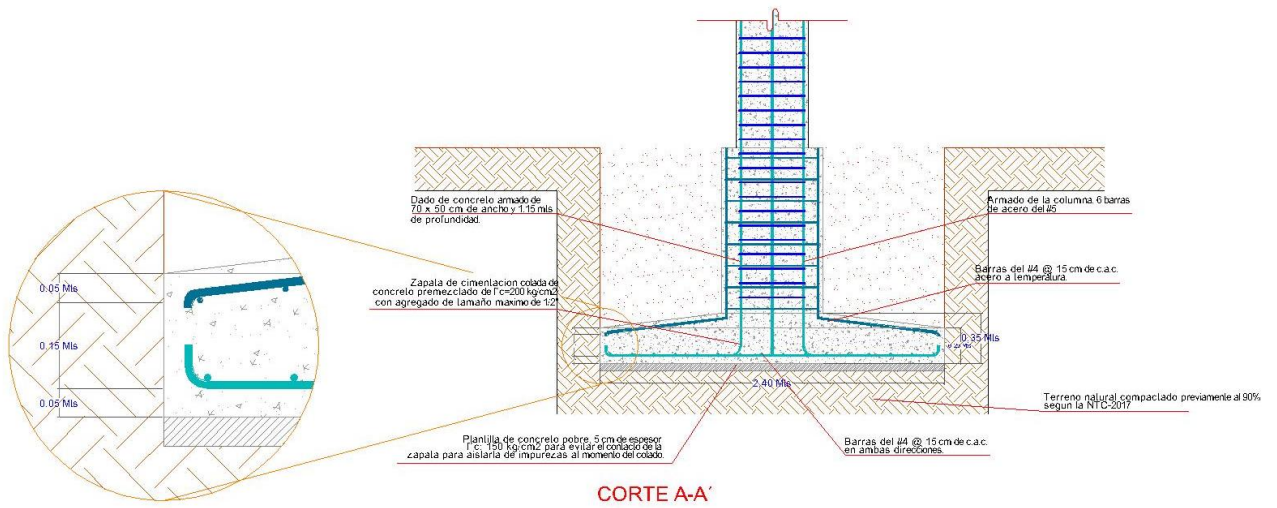 Dado de concreto armado de
70 x 50 cm de ancho y 1.15 mts
de profundidad.
Armado de la columna 6 barras
de acero del #5
Zapata de cimentacion colada de
concreto premezclado de f'c=200 kg/cm2
con agregado de tamaño maximo de 1/2"
Barras del #4 @ 15 cm de c.a.c.
acero a temperatura.
0.05 Mts
0.15 Mts
0.05 Mts
0.35 Mts
2.40 Mts
Terreno natural compactado previamente al 90%
segun la NTC-2017
Plantilla de concreto pobre, 5 cm de espesor
f'c: 150 kg/cm2 para evitar el contacto de la
zapata para aislarla de impurezas al momento del colado.
Barras del #4 @ 15 cm de c.a.c.
en ambas direcciones.
CORTE A-A´